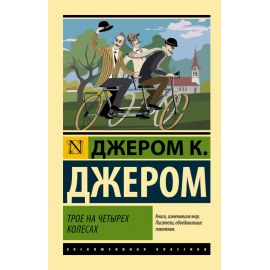 ДЖЕРОМ К.
ДЖЕРОМ
ТРОЕ НА ЧЕТЫРЕХ
КОЛЕСАХ
Книги, изменившие мир.
Писатели, объединившие
поколения.
ЭКСКЛЮЗИВНАЯ КЛАССИКА